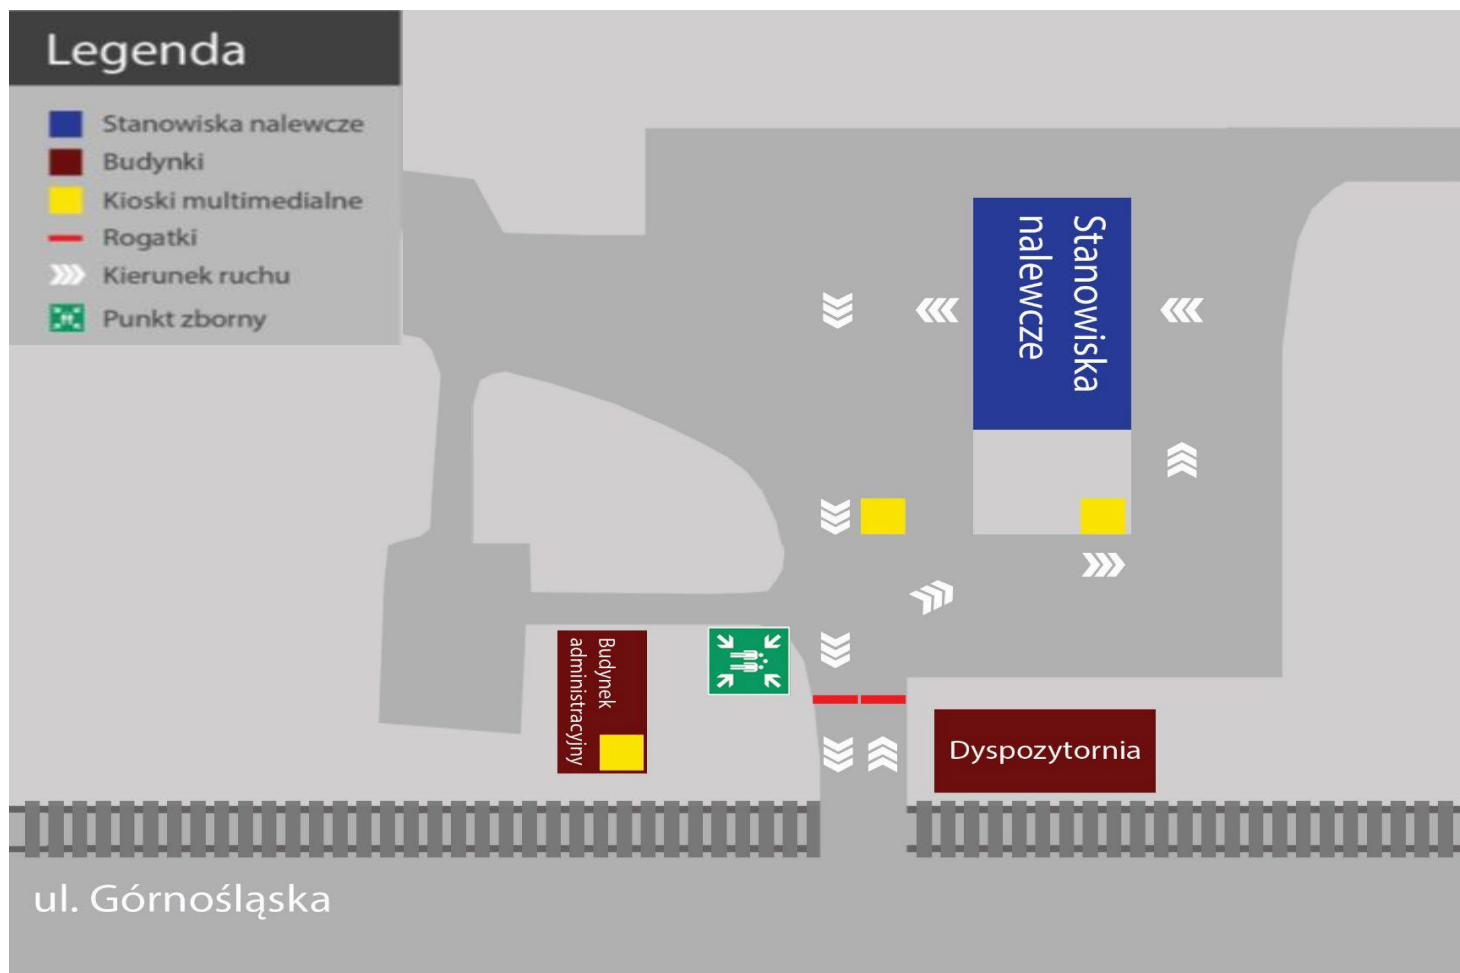 Legenda
Stanowiska nalewcze
Budynki
Kioski multimedialne
Rogatki
Kierunek ruchu
Punkt zborny
Stanowiska
nalewcze
Budynek
administracyjny
Dyspozytornia
ul. Górnośląska